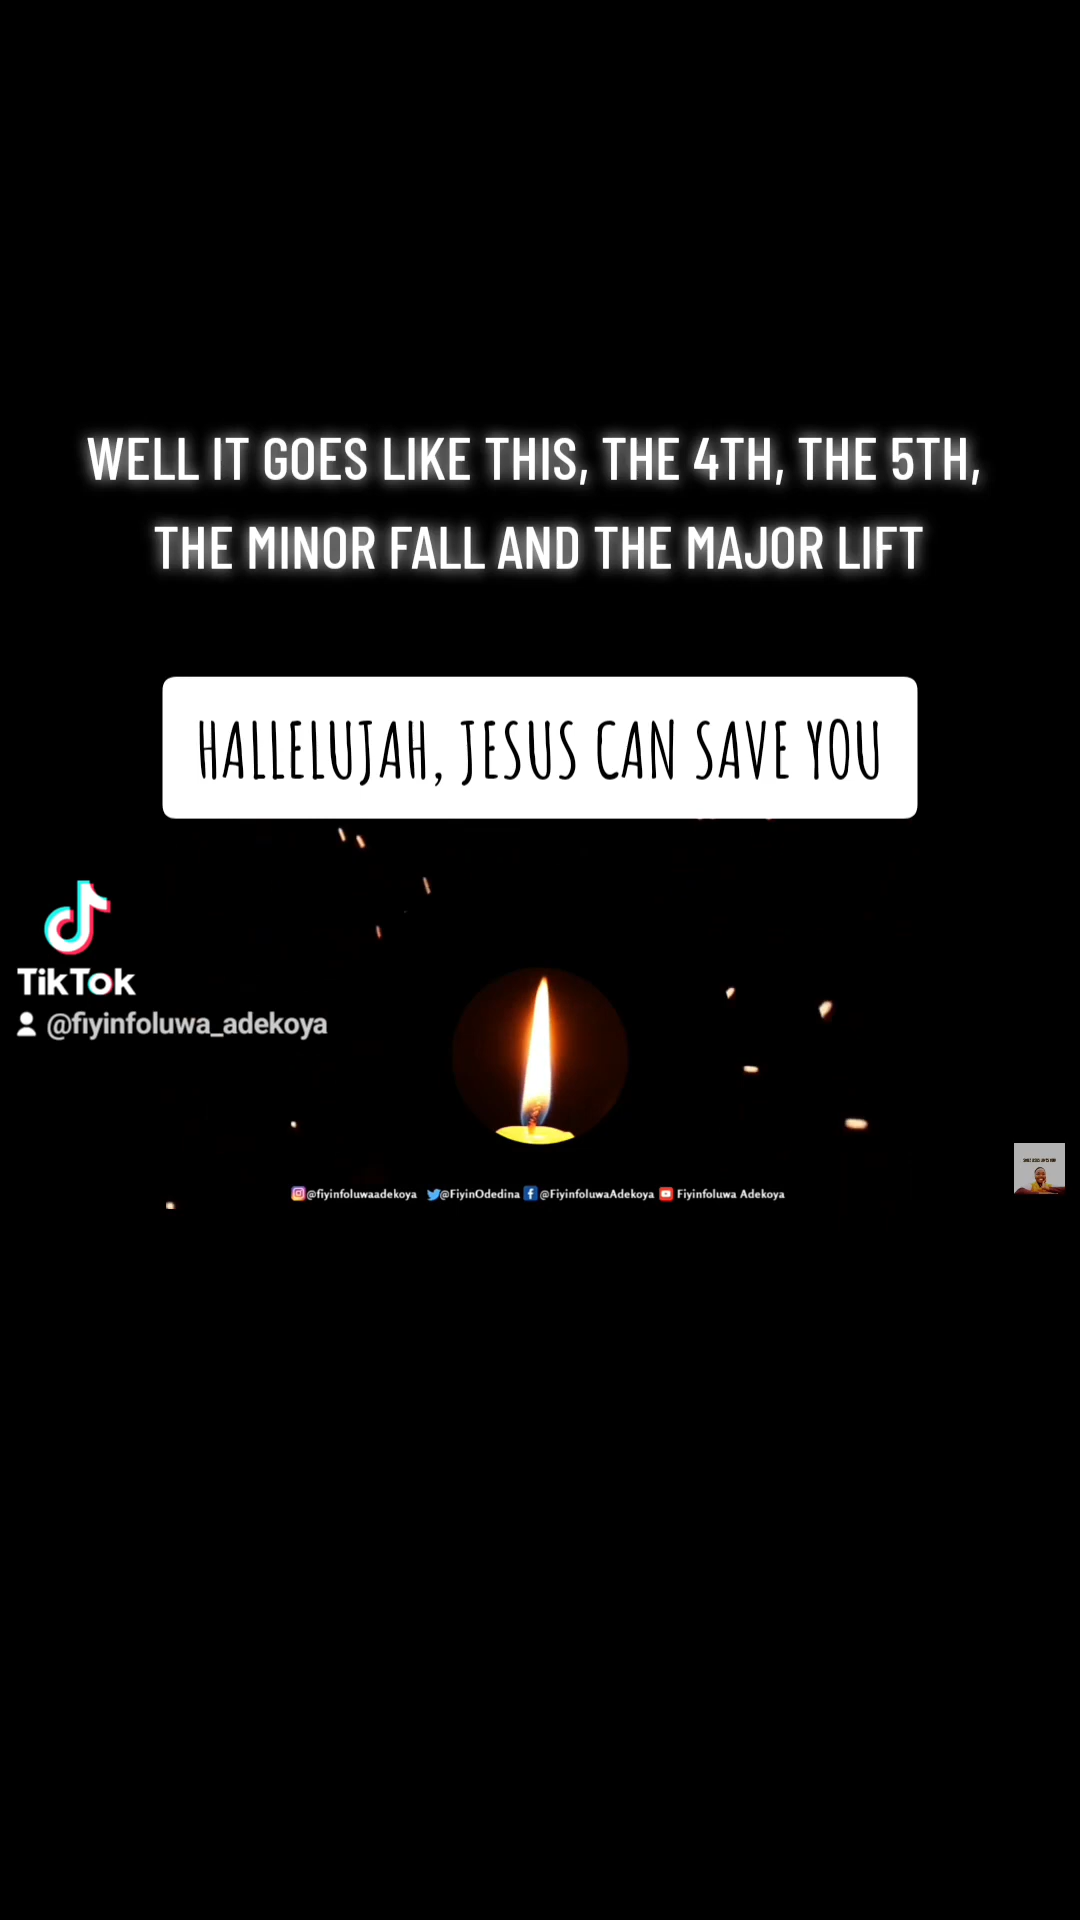 WELL IT GOES LIKE THIS, THE 4TH, THE 5TH,
THE MINOR FALL AND THE MAJOR LIFT
HALLELUJAH, JESUS CAN SAVE YOU
TikTok
@fiyinfoluwa_adekoya
@fiyinfoluwaadekoya @FiyinOdedina @FiyinfoluwaAdekoya Fiyinfoluwa Adekoya